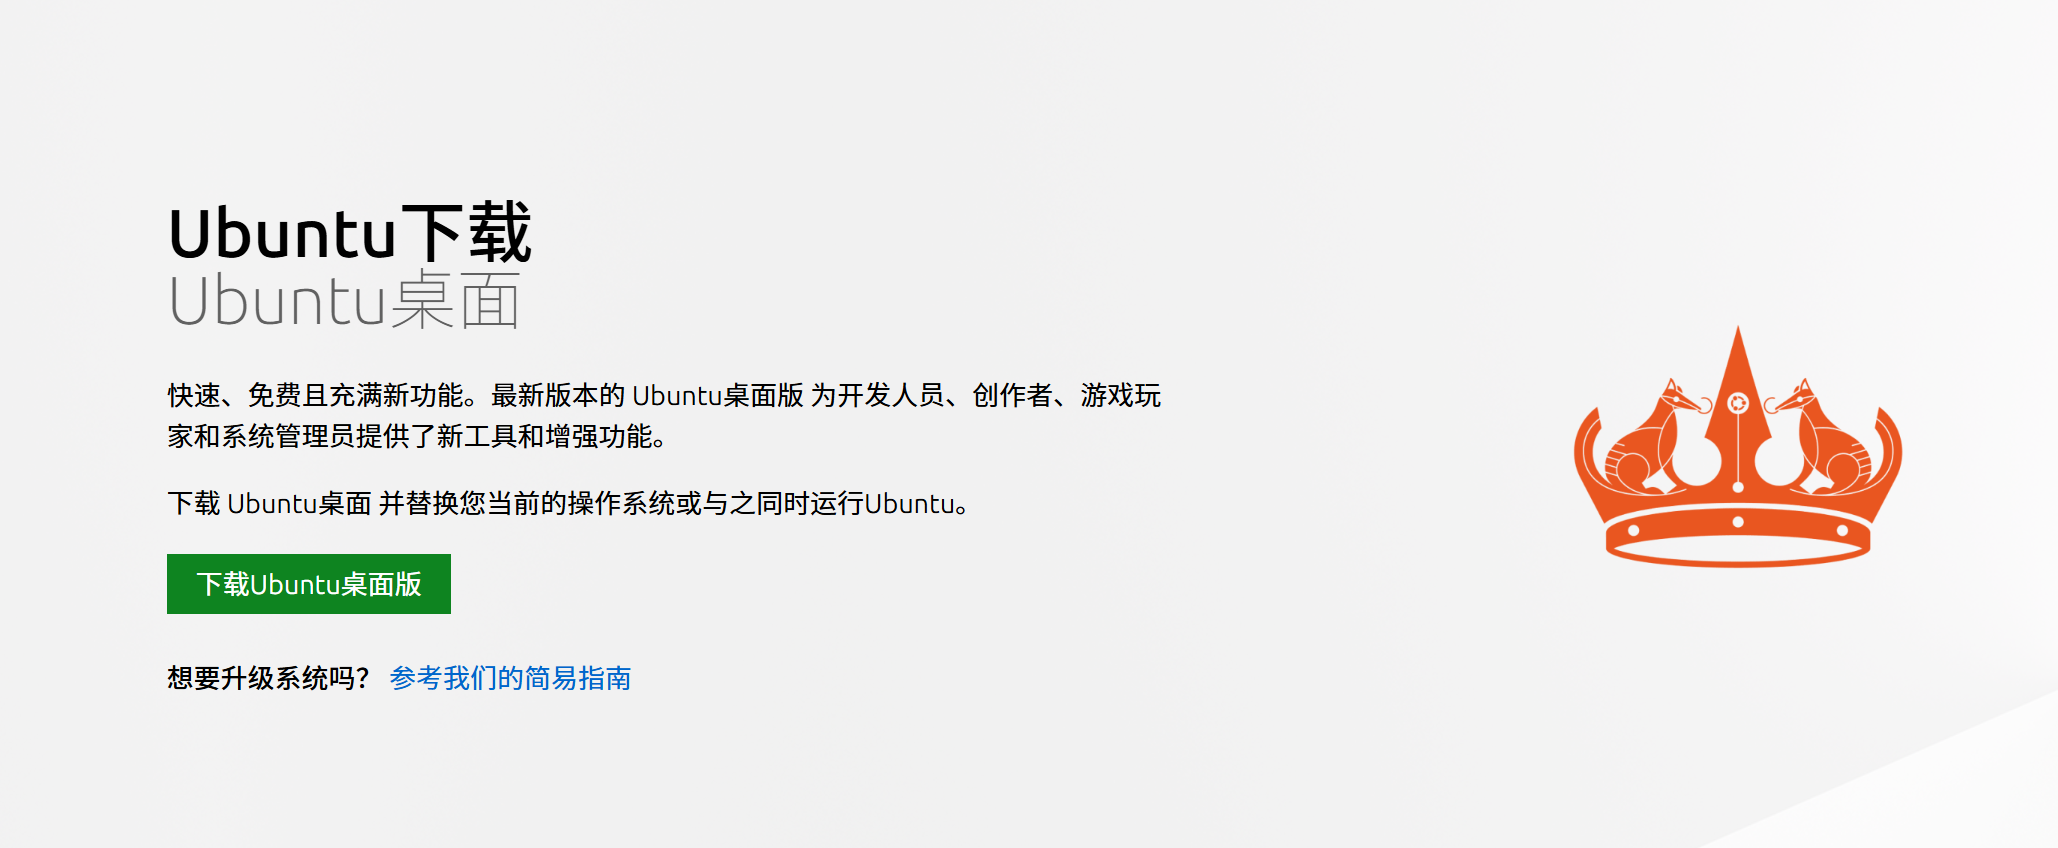 Ubuntu下载
Ubuntu桌面
快速、免费且充满新功能。最新版本的 Ubuntu桌面版 为开发人员、创作者、游戏玩
家和系统管理员提供了新工具和增强功能。
下载 Ubuntu桌面 并替换您当前的操作系统或与之同时运行Ubuntu。
下载Ubuntu桌面版
想要升级系统吗？ 参考我们的简易指南